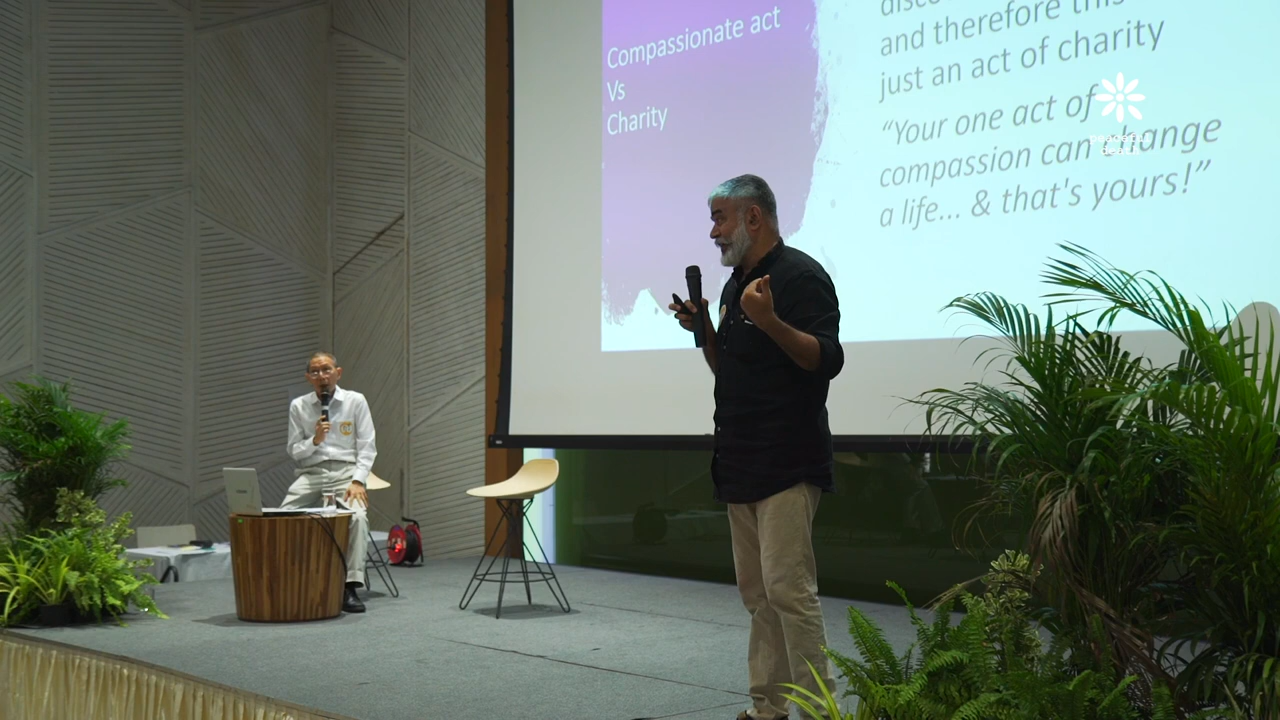 Compassionate act
Vs
Charity
and therefore this
just an act of charity
“Your one act of
compassion can change
a life... & that's yours!”